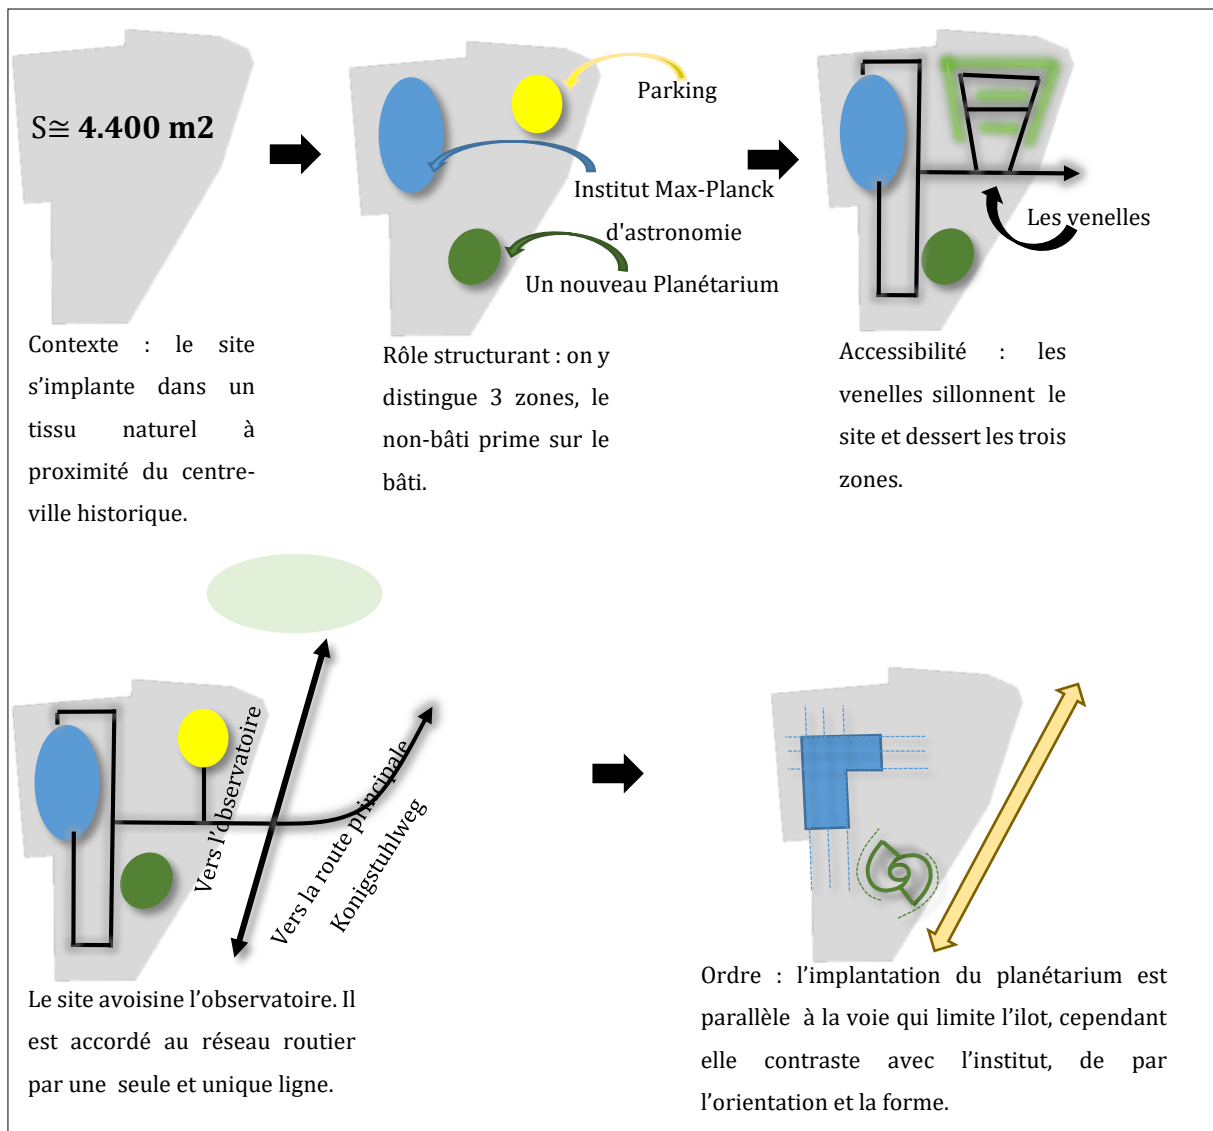 S≅ 4.400 m2
Parking
Institut Max-Planck
d'astronomie
Un nouveau Planétarium
Les venelles
Contexte : le site
s’implante dans un
tissu naturel à
proximité du centre-
ville historique.
Rôle structurant : on y
distingue 3 zones, le
non-bâti prime sur le
bâti.
Accessibilité : les
venelles sillonnent le
site et dessert les trois
zones.
Vers l’observatoire
Vers la route principale
Konigstuhlweg
Le site avoisine l’observatoire. Il
est accordé au réseau routier
par une seule et unique ligne.
Ordre : l’implantation du planétarium est
parallèle à la voie qui limite l’ilot, cependant
elle contraste avec l’institut, de par
l’orientation et la forme.